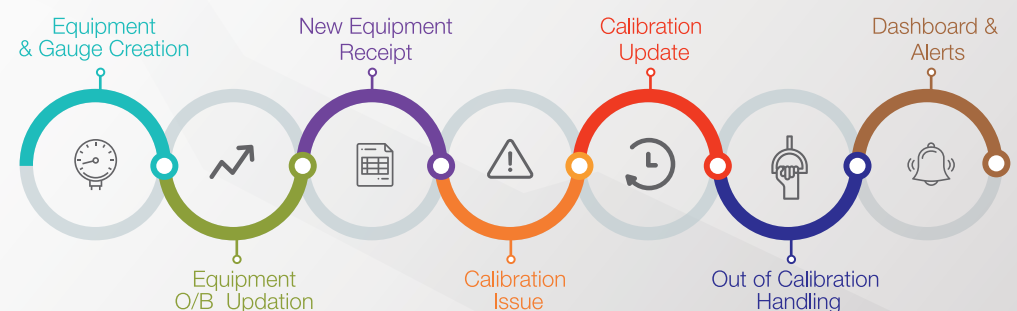 Equipment
& Gauge Creation
New Equipment
Receipt
Calibration
Update
Dashboard &
Alerts
Equipment
O/B Updation
Calibration
Issue
Out of Calibration
Handling